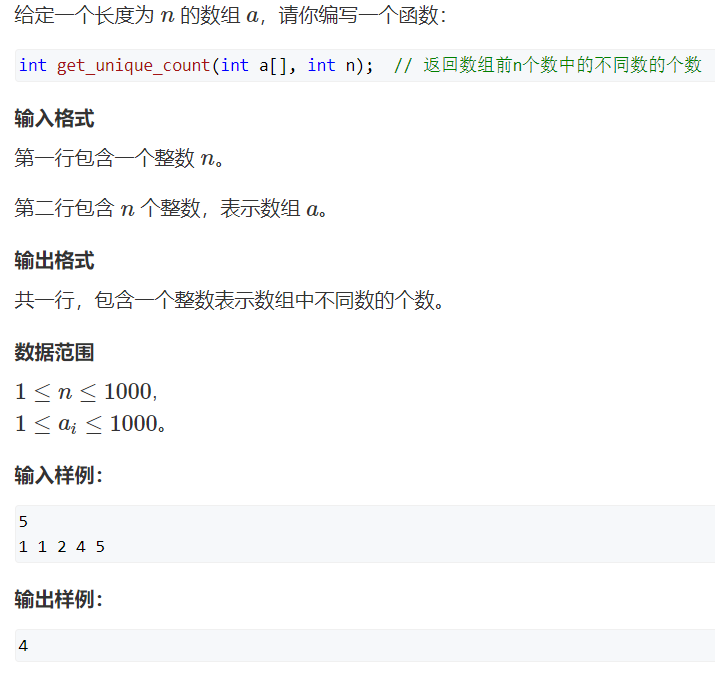 给定一个长度为 n 的数组 a，请你编写一个函数：
int get_unique_count(int a[], int n);  // 返回数组前n个数中的不同数的个数
输入格式
第一行包含一个整数 n。
第二行包含 n 个整数，表示数组 a。
输出格式
共一行，包含一个整数表示数组中不同数的个数。
数据范围
1 ≤ n ≤ 1000,
1 ≤ aᵢ ≤ 1000。
输入样例：
5
1 1 2 4 5
输出样例：
4